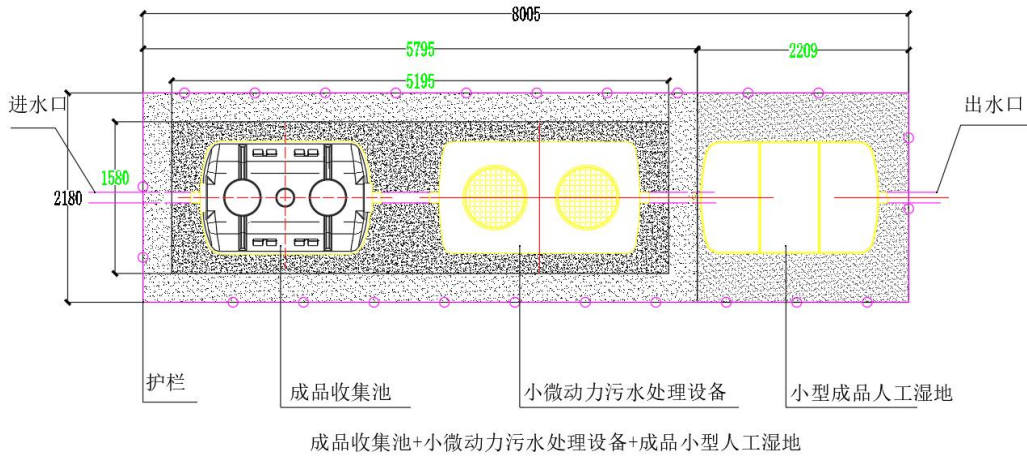 8005
5795
2209
5195
进水口
出水口
1580
2180
护栏
成品收集池
小微动力污水处理设备
小型成品人工湿地
成品收集池+小微动力污水处理设备+成品小型人工湿地